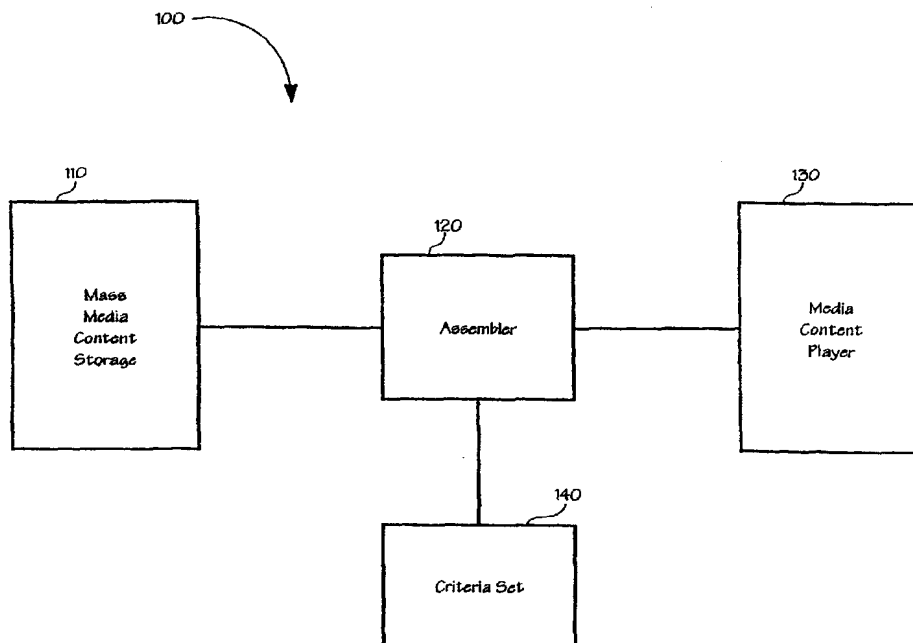 100
110
Mass
Media
Content
Storage
120
Assembler
130
Media
Content
Player
140
Criteria Set